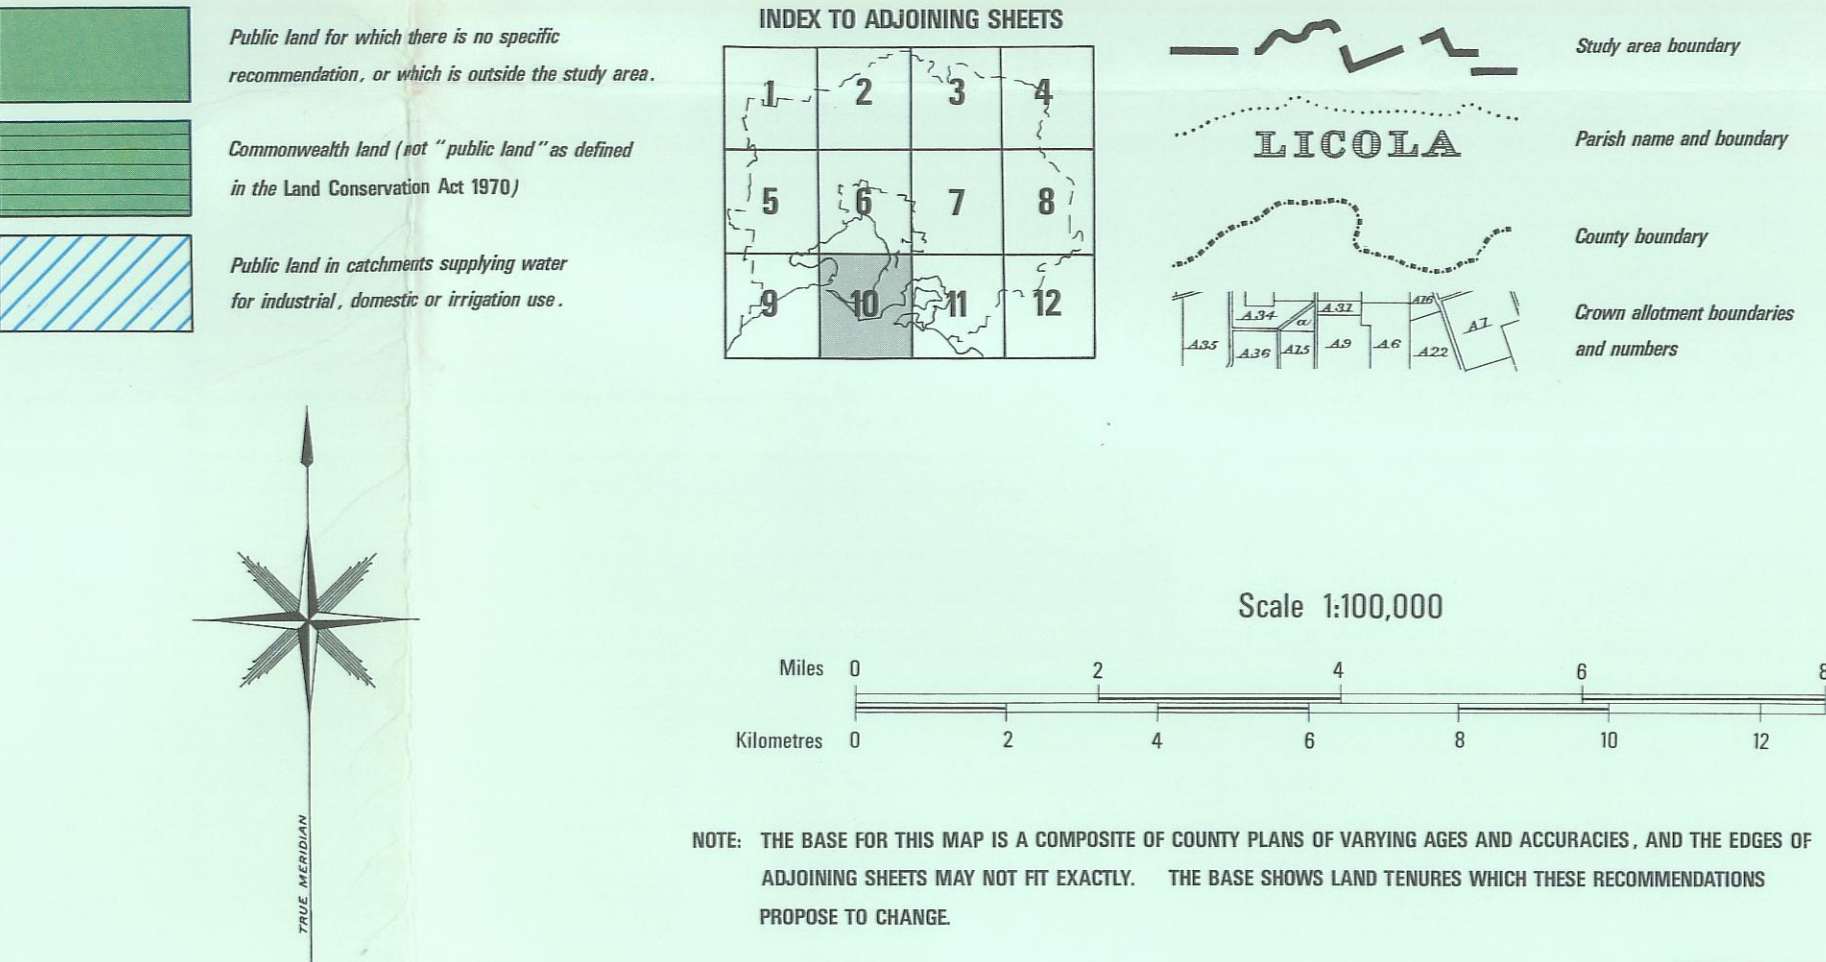 Public land for which there is no specific
recommendation, or which is outside the study area.
Commonwealth land (not "public land" as defined
in the Land Conservation Act 1970)
Public land in catchments supplying water
for industrial, domestic or irrigation use.
INDEX TO ADJOINING SHEETS
1 2 3 4
5 6 7 8
9 10 11 12
Study area boundary
LICOLA
Parish name and boundary
County boundary
A34 a A37 A16 A7
A35 A36 A15 A9 A6 A22
Crown allotment boundaries
and numbers
TRUE MERIDIAN
Scale 1:100,000
Miles 0 2 4 6 8
Kilometres 0 2 4 6 8 10 12
NOTE: THE BASE FOR THIS MAP IS A COMPOSITE OF COUNTY PLANS OF VARYING AGES AND ACCURACIES, AND THE EDGES OF
ADJOINING SHEETS MAY NOT FIT EXACTLY. THE BASE SHOWS LAND TENURES WHICH THESE RECOMMENDATIONS
PROPOSE TO CHANGE.